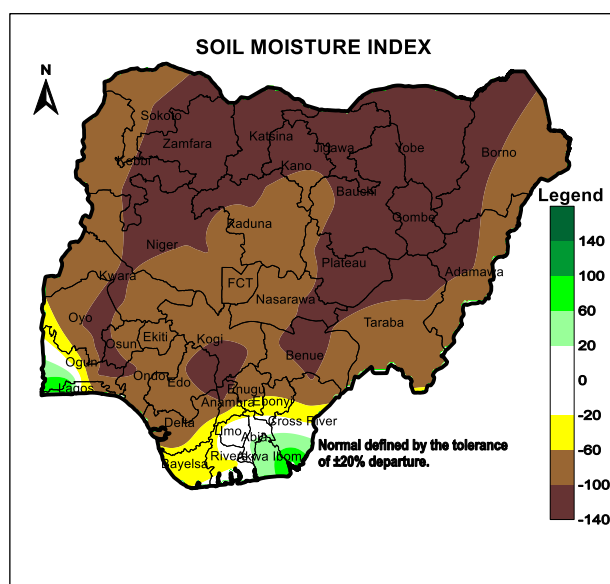 SOIL MOISTURE INDEX
N
Sokoto
Zamfara
Katsina
Jigawa
Yobe
Borno
Kebbi
Kano
Bauchi
Gombe
Kaduna
Niger
Plateau
Adamawa
Kwara
FCT
Nasarawa
Taraba
Oyo
Osun
Ekiti
Kogi
Benue
Ogun
Ondo
Edo
Enugu
Lagos
Anambra
Ebonyi
Delta
Imo
Abia
Cross River
Bayelsa
Rivers
Akwa Ibom
Legend
140
60
20
0
-20
-60
-100
-140
Normal defined by the tolerance
of ±20% departure.